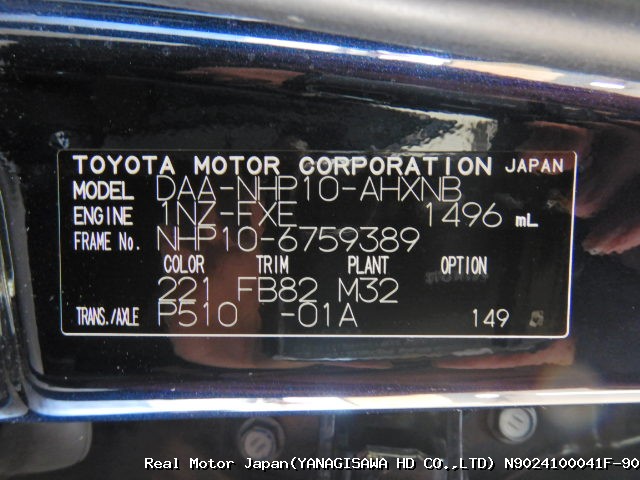 TOYOTA MOTOR CORPORATION JAPAN
MODEL DAA-NHP10-AHXNB
ENGINE 1NZ-FXE 1496 mL
FRAME No. NHP10-6759389
COLOR TRIM PLANT OPTION
221 FB82 M32
TRANS./AXLE P510 -01A 149
Real Motor Japan(YANAGISAWA HD CO.,LTD) N9024100041F-90